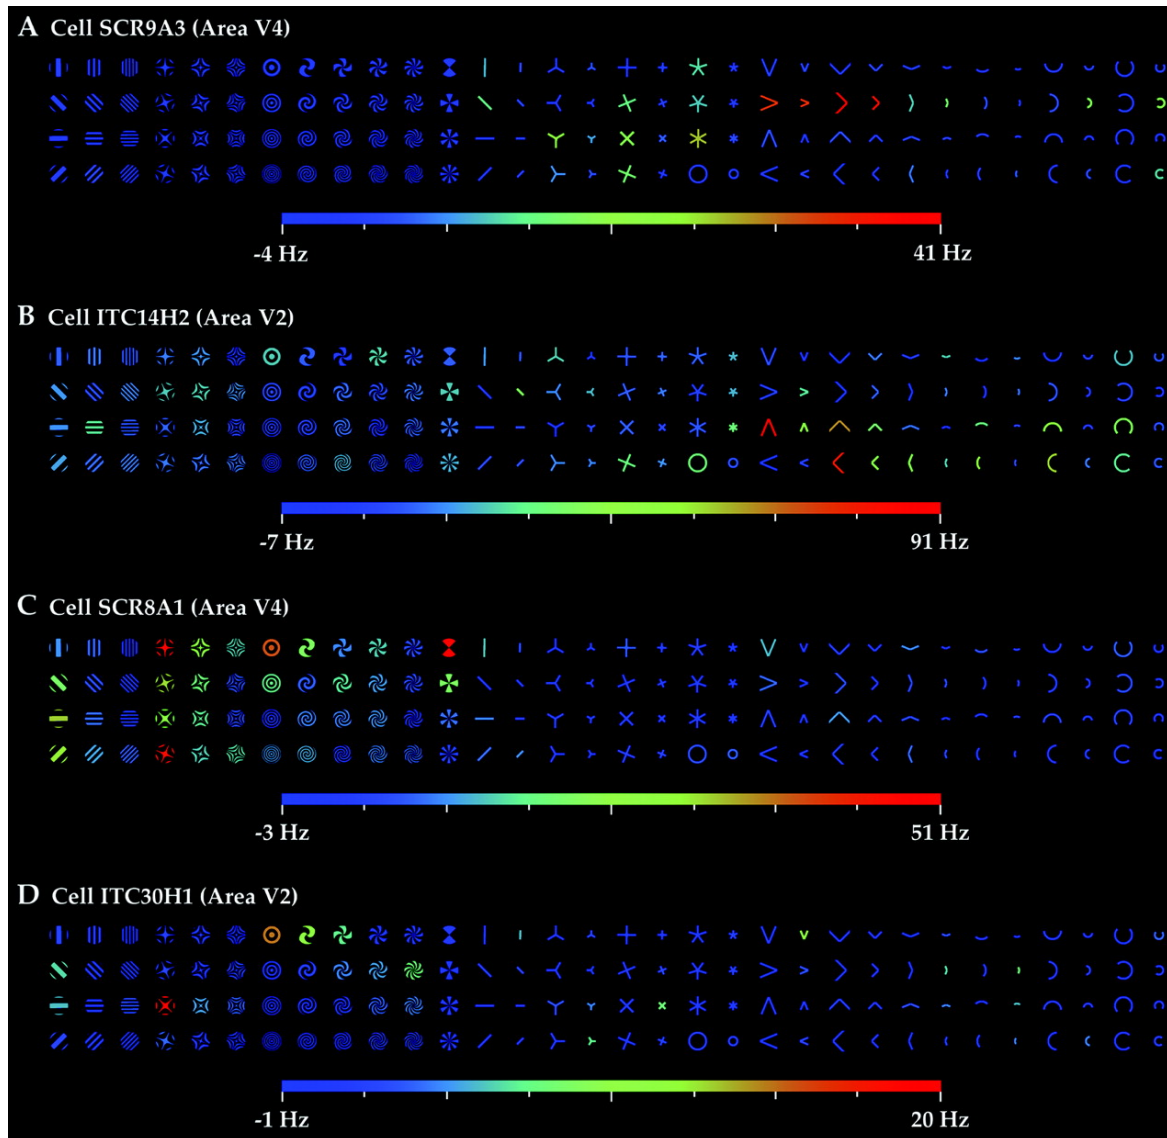 A Cell SCR9A3 (Area V4)
-4 Hz 41 Hz
B Cell ITC14H2 (Area V2)
-7 Hz 91 Hz
C Cell SCR8A1 (Area V4)
-3 Hz 51 Hz
D Cell ITC30H1 (Area V2)
-1 Hz 20 Hz